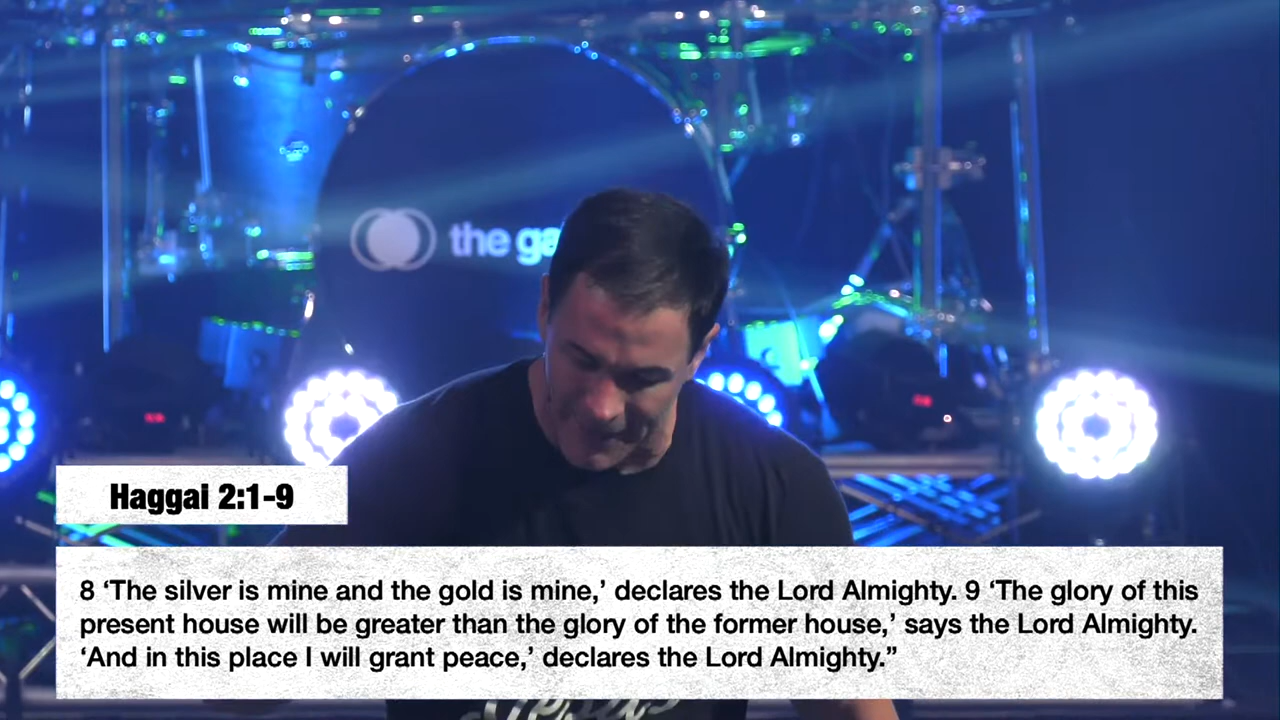 the
Haggai 2:1-9
8 ‘The silver is mine and the gold is mine,’ declares the Lord Almighty. 9 ‘The glory of this
present house will be greater than the glory of the former house,’ says the Lord Almighty.
‘And in this place I will grant peace,’ declares the Lord Almighty.”